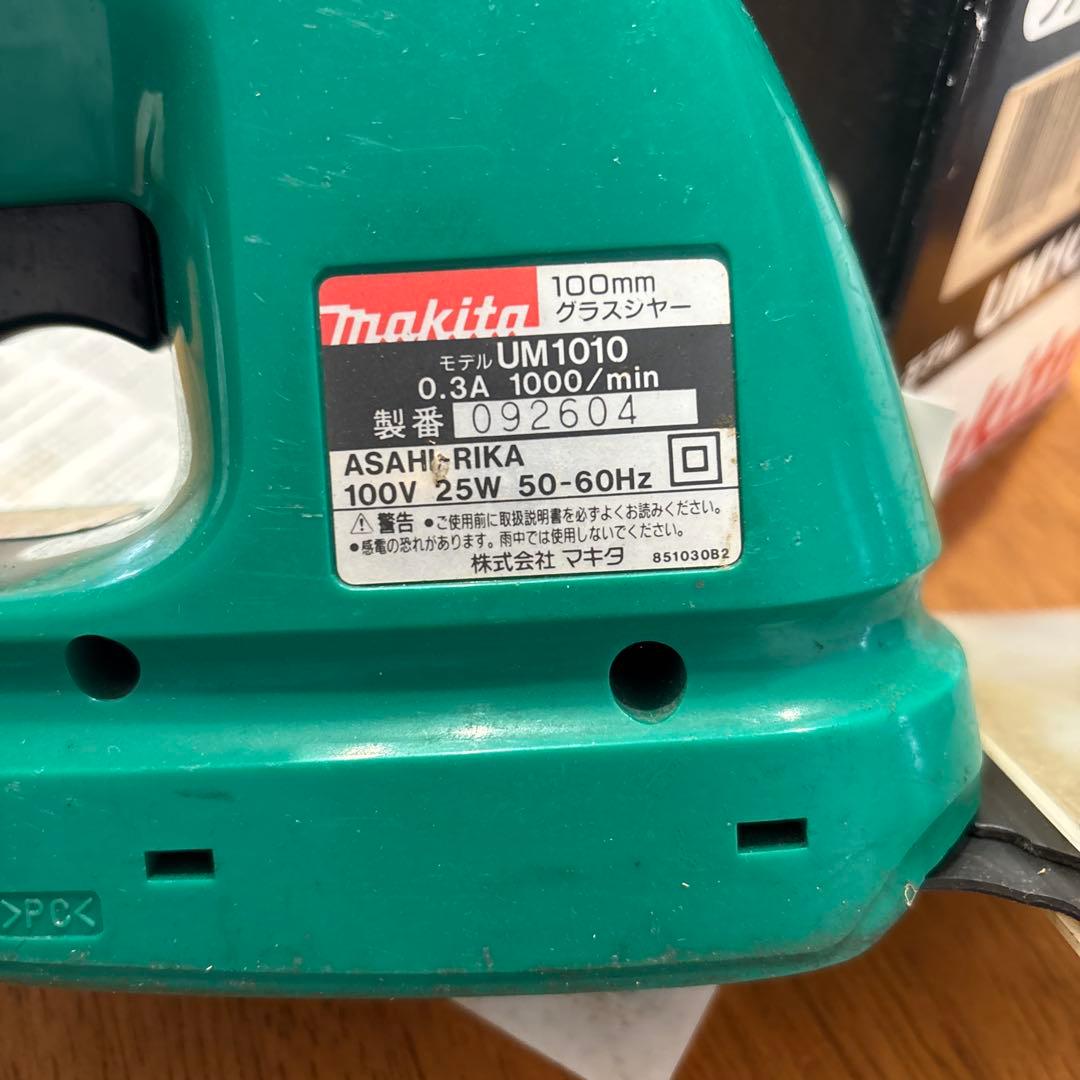 makita
100mm
グラスシヤー
モデル UM1010
0.3A 1000/min
製番 092604
ASAHI-RIKA
100V 25W 50-60Hz
⚠警告 ●ご使用前に取扱説明書を必ずよくお読みください。
●感電の恐れがあります。雨中では使用しないでください。
株式会社 マキタ 851030B2
>PC<